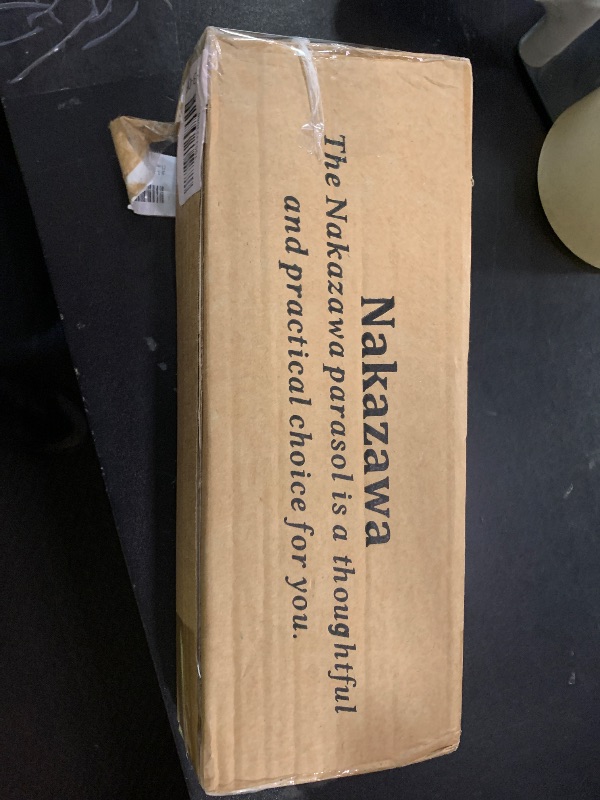 Nakazawa
The Nakazawa parasol is a thoughtful
and practical choice for you.